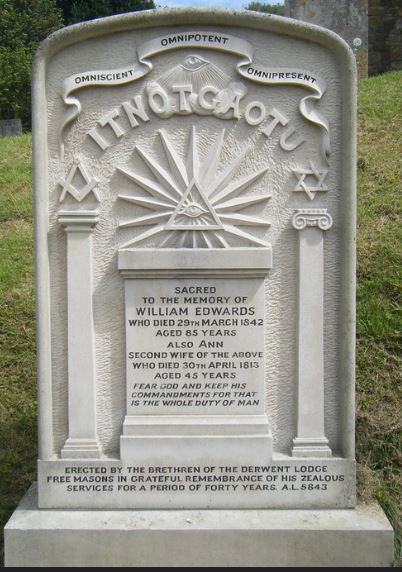 OMNIPOTENT
OMNISCIENT
OMNIPRESENT
ITNOTGAOTU
SACRED
TO THE MEMORY OF
WILLIAM EDWARDS
WHO DIED 29TH MARCH 1842
AGED 85 YEARS
ALSO ANN
SECOND WIFE OF THE ABOVE
WHO DIED 30TH APRIL 1813
AGED 45 YEARS
FEAR GOD AND KEEP HIS
COMMANDMENTS FOR THAT
IS THE WHOLE DUTY OF MAN
ERECTED BY THE BRETHREN OF THE DERWENT LODGE
FREE MASONS IN GRATEFUL REMEMBRANCE OF HIS ZEALOUS
SERVICES FOR A PERIOD OF FORTY YEARS. A.L. 5843